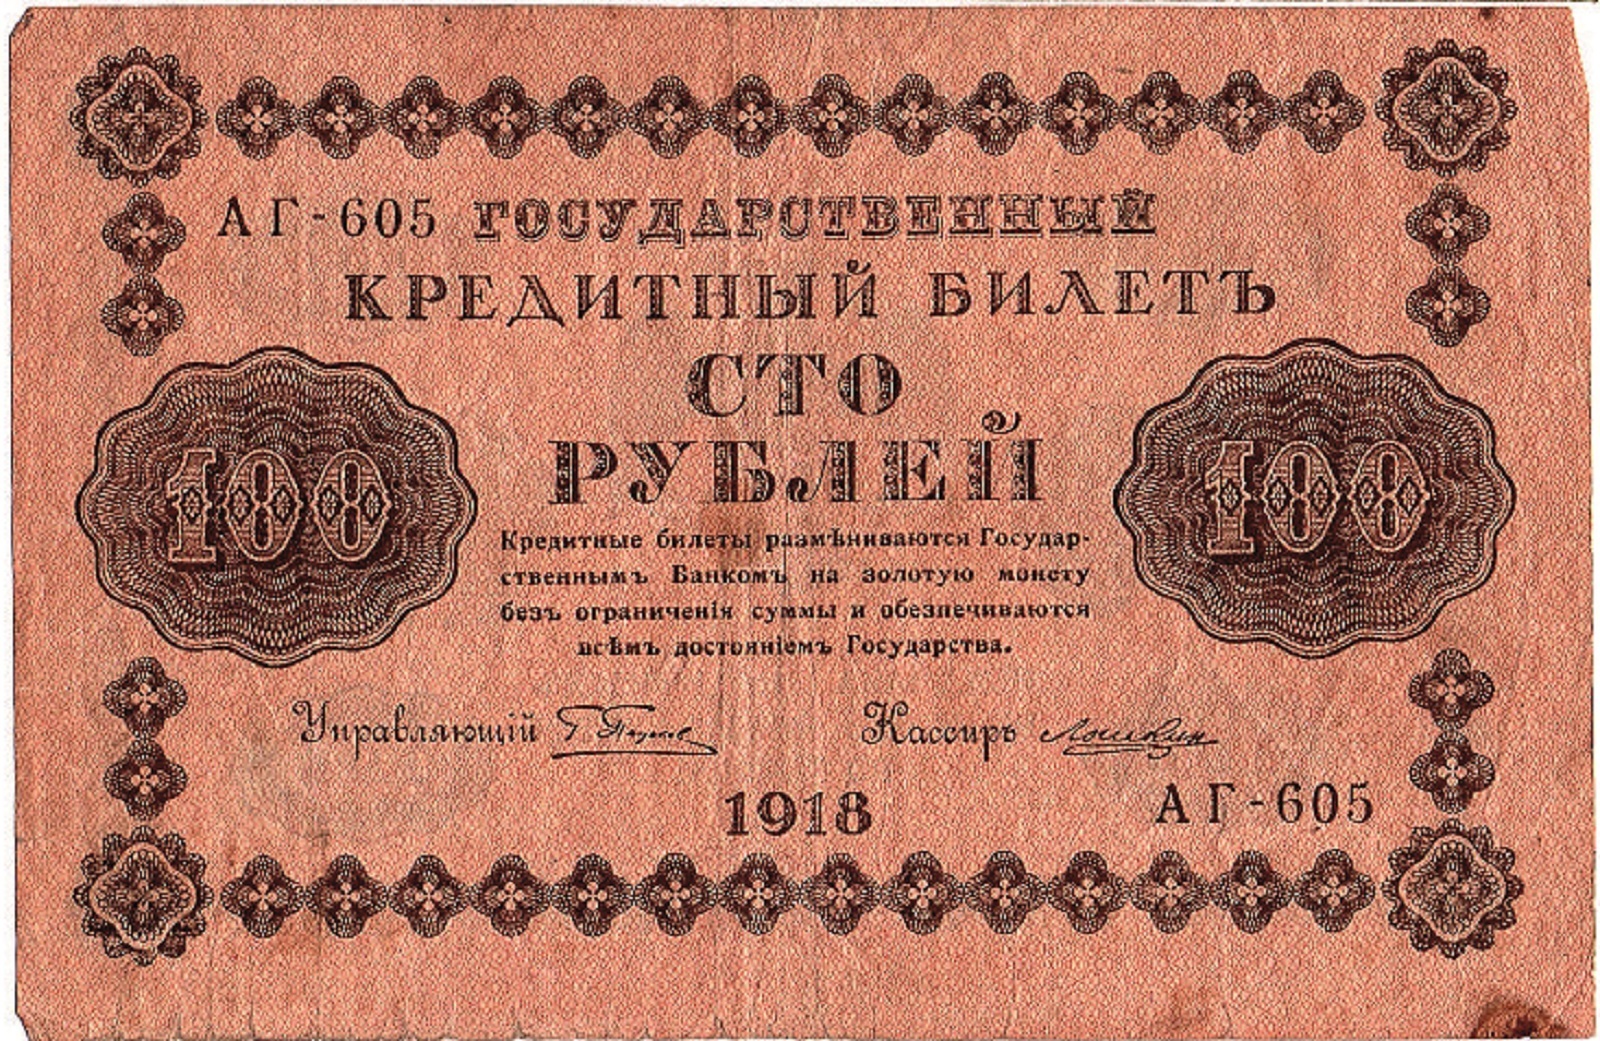 АГ-605 ГОСУДАРСТВЕННЫЙ
КРЕДИТНЫЙ БИЛЕТЪ
СТО
РУБЛЕЙ
100
100
Кредитные билеты размѣниваются Государ-
ственнымъ Банкомъ на золотую монету
безъ ограниченія суммы и обезпечиваются
всѣмъ достояніемъ Государства.
Управляющій Кассиръ
1918
АГ-605